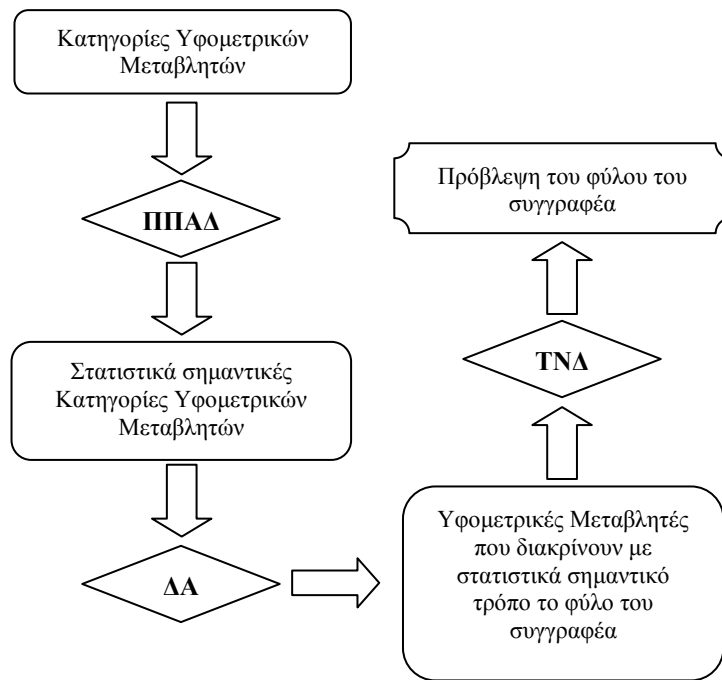 Κατηγορίες Υφομετρικών
Μεταβλητών
ΠΠΑΔ
Στατιστικά σημαντικές
Κατηγορίες Υφομετρικών
Μεταβλητών
ΔΑ
Υφομετρικές Μεταβλητές
που διακρίνουν με
στατιστικά σημαντικό
τρόπο το φύλο του
συγγραφέα
ΤΝΔ
Πρόβλεψη του φύλου του
συγγραφέα